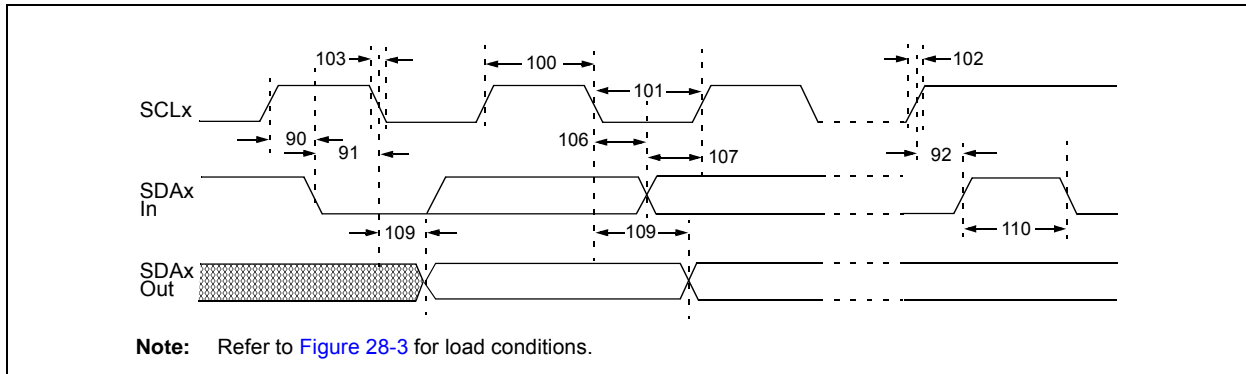 103
100
102
101
SCLx
90
106
91
107
92
SDAx
In
109
109
110
SDAx
Out
Note: Refer to Figure 28-3 for load conditions.